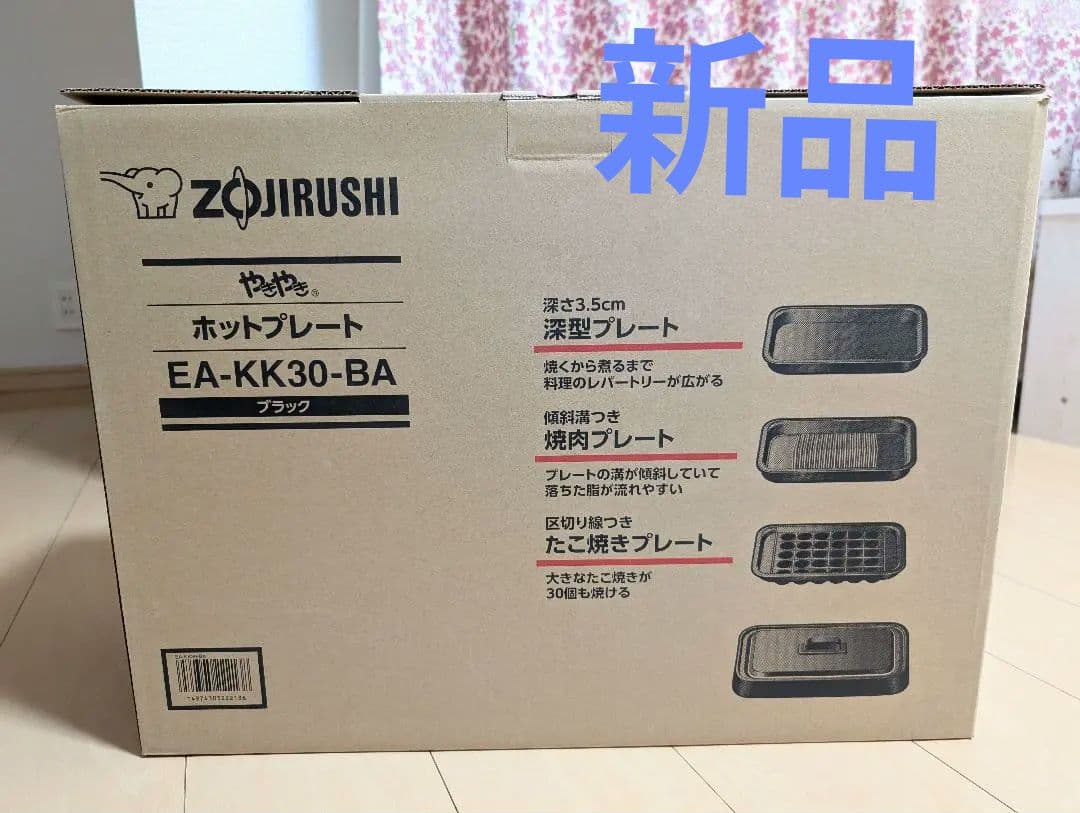 新品
ZOJIRUSHI
やきやき®
ホットプレート
EA-KK30-BA
ブラック
深さ3.5cm
深型プレート
焼くから煮るまで
料理のレパートリーが広がる
傾斜溝つき
焼肉プレート
プレートの溝が傾斜していて
落ちた脂が流れやすい
区切り線つき
たこ焼きプレート
大きなたこ焼きが
30個も焼ける